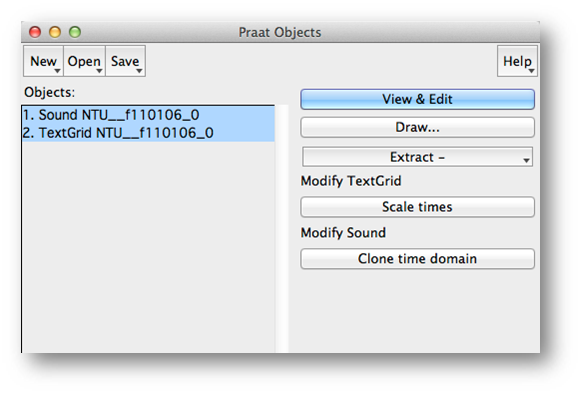 Praat Objects
New Open Save Help
Objects:
1. Sound NTU__f110106_0
2. TextGrid NTU__f110106_0
View & Edit
Draw...
Extract -
Modify TextGrid
Scale times
Modify Sound
Clone time domain